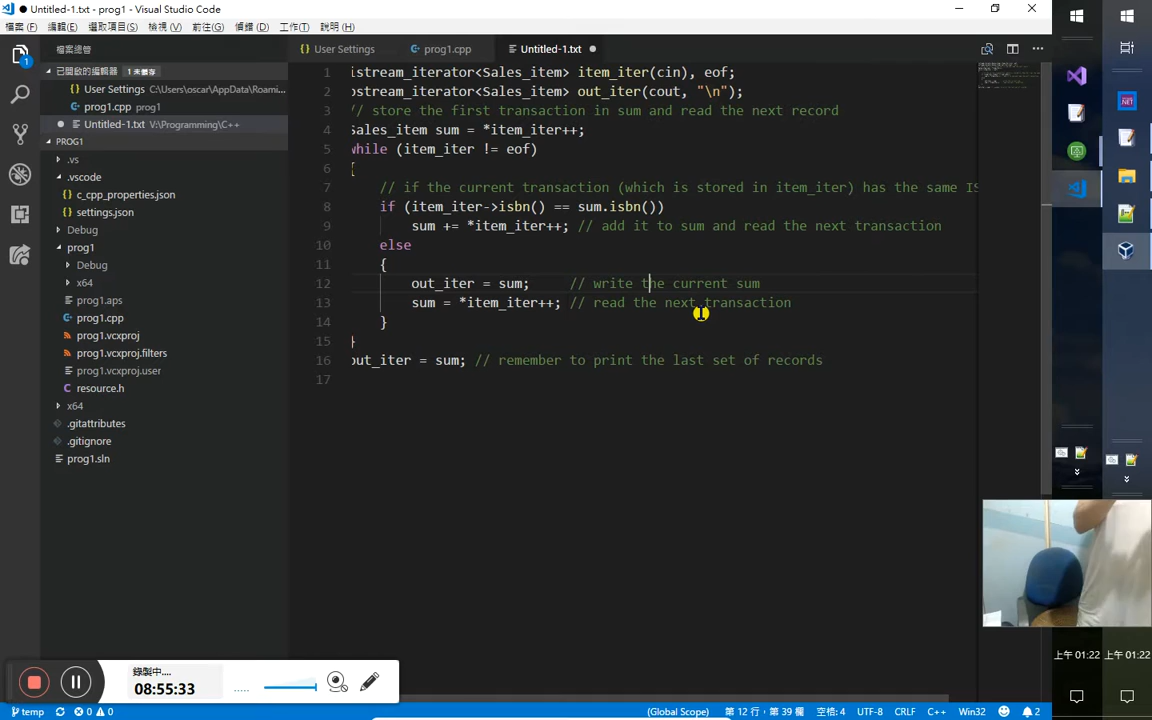 ● Untitled-1.txt - prog1 - Visual Studio Code
檔案 (F) 編輯(E) 選取項目(S) 檢視 (V) 前往(G) 偵錯 (D) 工作(T) 說明 (H)
檔案總管
{} User Settings prog1.cpp Untitled-1.txt
已開啟的編輯器 1 未儲存
{} User Settings C:\Users\oscar\AppData\Roami...
prog1.cpp prog1
Untitled-1.txt V:\Programming\C++
PROG1
.vs
.vscode
{} c_cpp_properties.json
{} settings.json
Debug
prog1
Debug
x64
prog1.aps
prog1.cpp
prog1.vcxproj
prog1.vcxproj.filters
prog1.vcxproj.user
C resource.h
x64
.gitattributes
.gitignore
prog1.sln
1 istream_iterator<Sales_item> item_iter(cin), eof;
2 ostream_iterator<Sales_item> out_iter(cout, "\n");
3 // store the first transaction in sum and read the next record
4 Sales_item sum = *item_iter++;
5 while (item_iter != eof)
6 {
7 // if the current transaction (which is stored in item_iter) has the same IS
8 if (item_iter->isbn() == sum.isbn())
9 sum += *item_iter++; // add it to sum and read the next transaction
10 else
11 {
12 out_iter = sum; // write the current sum
13 sum = *item_iter++; // read the next transaction
14 }
15 }
16 out_iter = sum; // remember to print the last set of records
17
錄製中....
08:55:33
temp 0 0 (Global Scope) 第 12 行，第 39 欄 空格: 4 UTF-8 CRLF C++ Win32 2
上午 01:22 上午 01:22